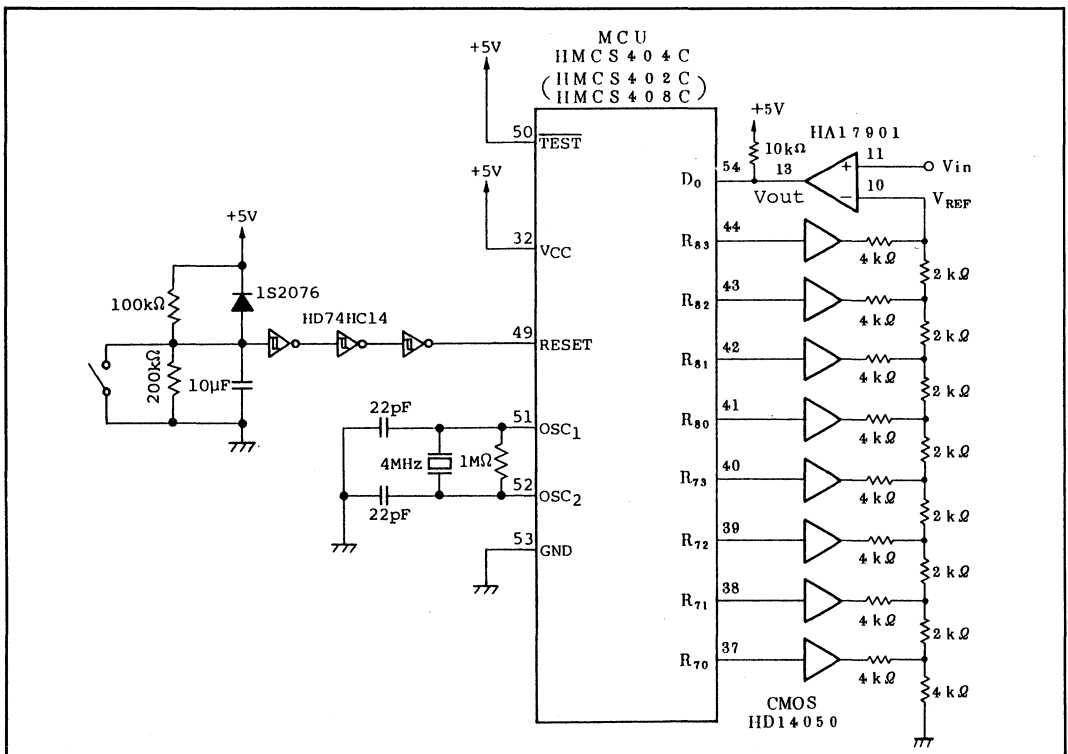 MCU
HMCS404C
(HMCS402C
HMCS408C)
+5V
50
TEST
+5V
32
VCC
+5V
100kΩ
1S2076
HD74HC14
49
RESET
200kΩ
10μF
22pF
51
OSC1
4MHz
1MΩ
52
OSC2
22pF
53
GND
+5V
10kΩ
HA17901
54
D0
13
Vout
+
11
Vin
−
10
VREF
44
R83
4kΩ
2kΩ
43
R82
4kΩ
2kΩ
42
R81
4kΩ
2kΩ
41
R80
4kΩ
2kΩ
40
R73
4kΩ
2kΩ
39
R72
4kΩ
2kΩ
38
R71
4kΩ
2kΩ
37
R70
4kΩ
4kΩ
CMOS
HD14050